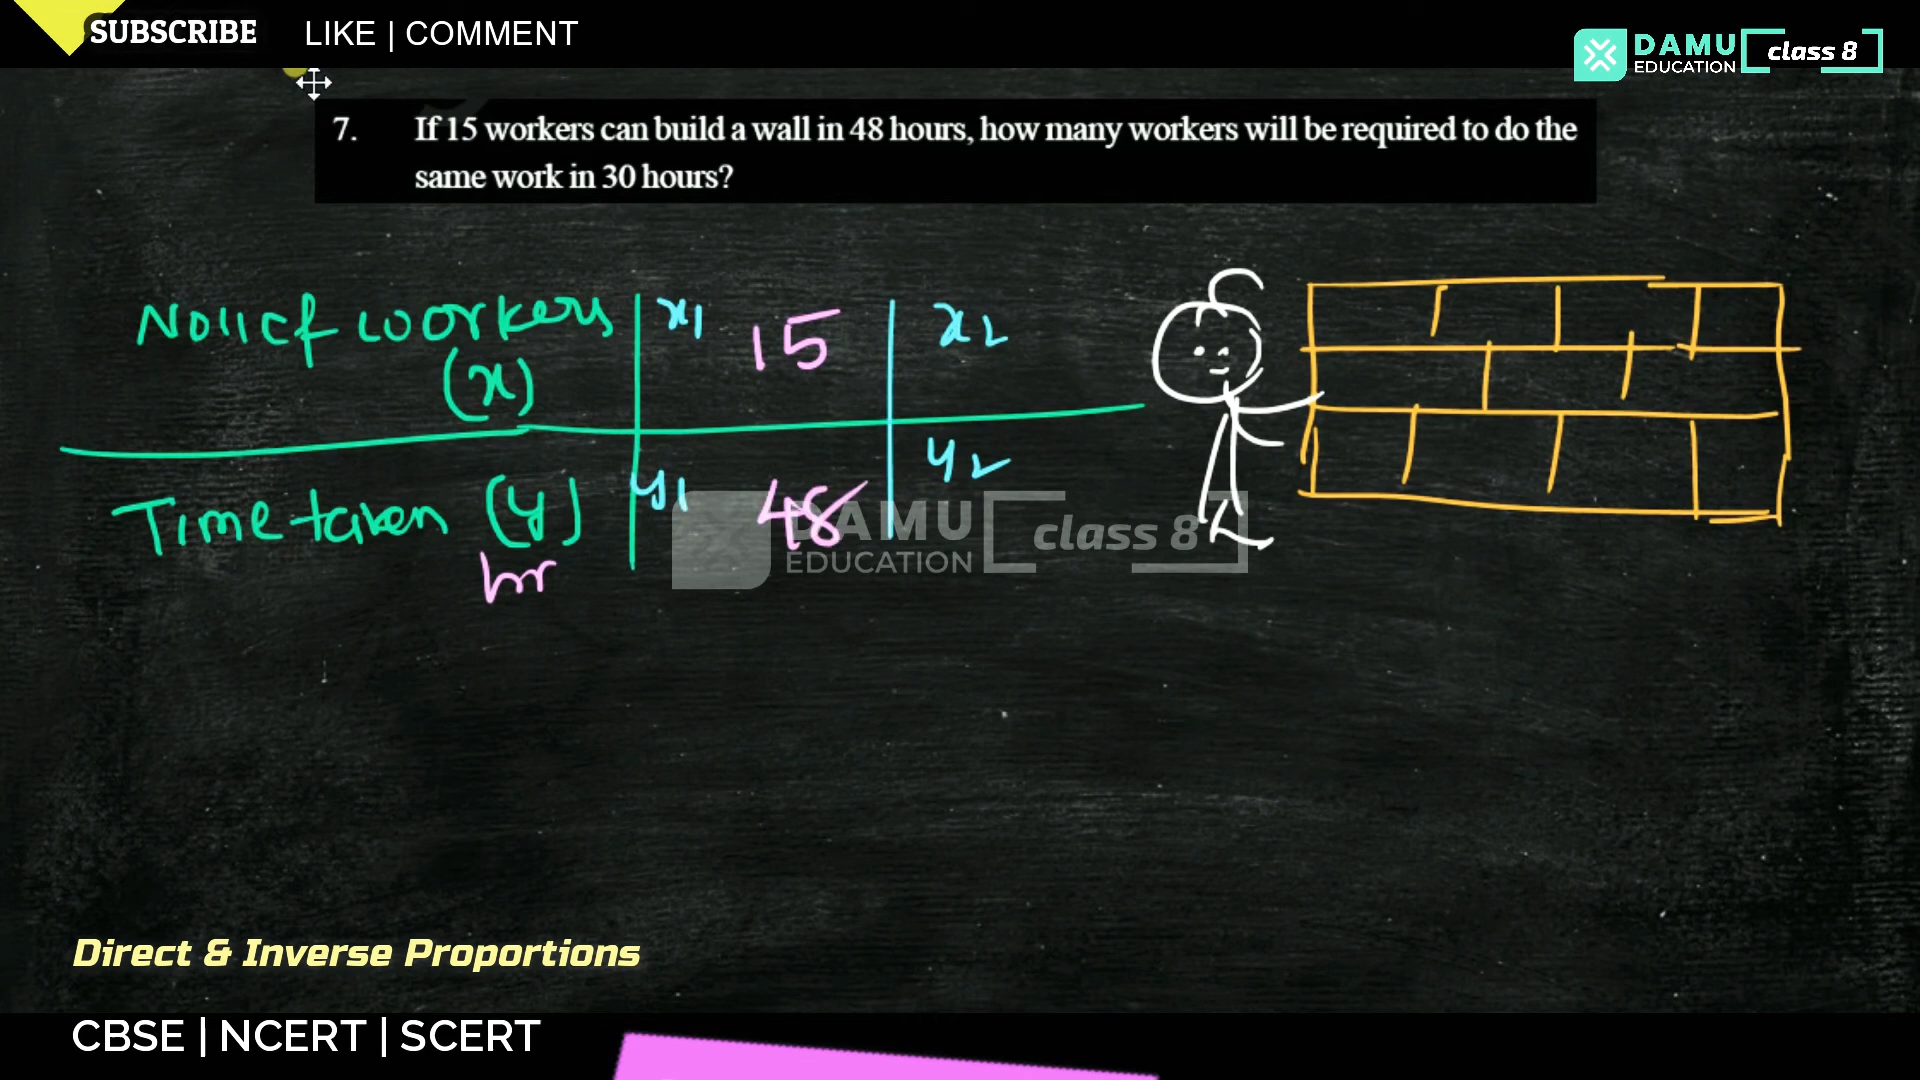 SUBSCRIBE LIKE | COMMENT
DAMU EDUCATION class 8
7. If 15 workers can build a wall in 48 hours, how many workers will be required to do the
same work in 30 hours?
workers x1 15 x2
(x)
Time taken (y) y1 48 y2
hr
DAMU EDUCATION class 8
Direct & Inverse Proportions
CBSE | NCERT | SCERT